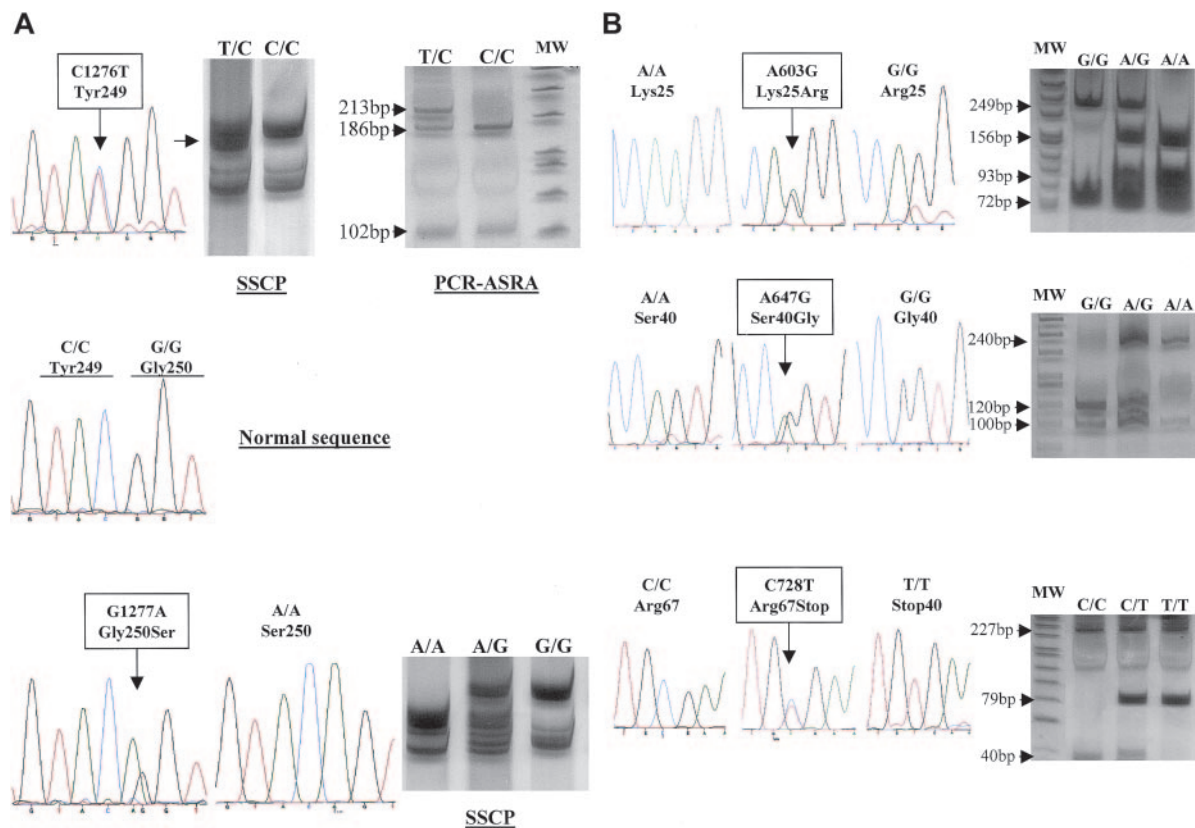 A
T/C C/C
T/C C/C MW
C1276T
Tyr249
213bp
186bp
102bp
SSCP
PCR-ASRA
C/C G/G
Tyr249 Gly250
Normal sequence
G T A C G G T
G1277A
Gly250Ser
A/A
Ser250
A/A A/G G/G
G T A C A G G T
SSCP
B
A/A
Lys25
A603G
Lys25Arg
G/G
Arg25
MW
G/G A/G A/A
249bp
156bp
93bp
72bp
A/A
Ser40
A647G
Ser40Gly
G/G
Gly40
MW
G/G A/G A/A
240bp
120bp
100bp
C/C
Arg67
C728T
Arg67Stop
T/T
Stop40
MW
C/C C/T T/T
227bp
79bp
40bp